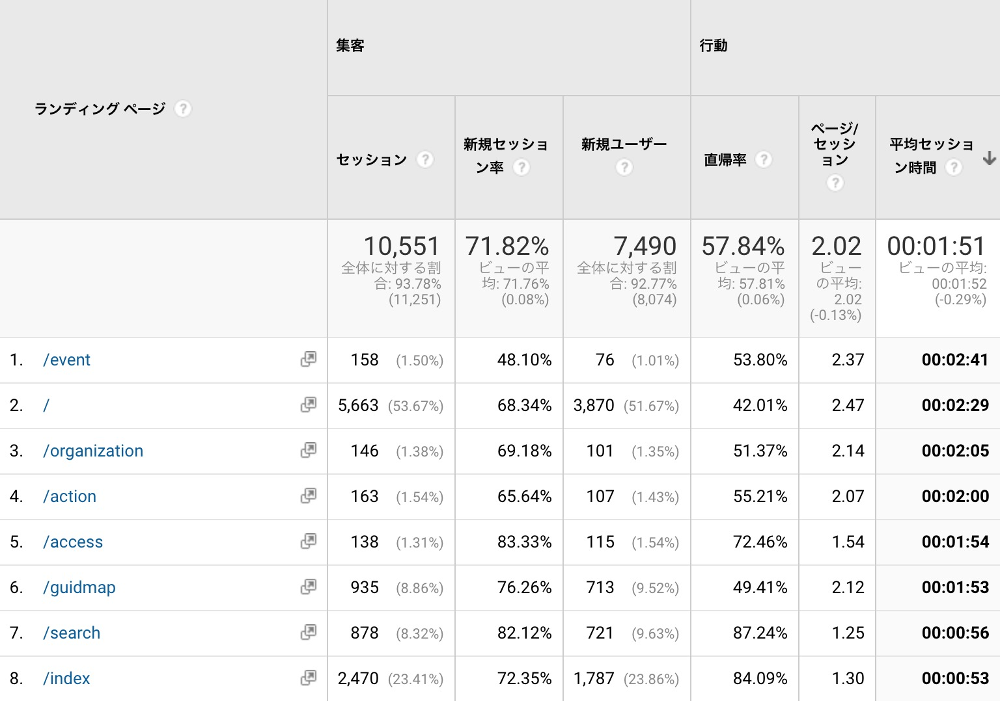 集客
行動
ランディング ページ ?
セッション ?
新規セッショ
ン率 ?
新規ユーザー
?
直帰率 ?
ページ/
セッシ
ョン
?
平均セッショ
ン時間 ?
10,551
全体に対する割
合: 93.78%
(11,251)
71.82%
ビューの平
均: 71.76%
(0.08%)
7,490
全体に対する割
合: 92.77%
(8,074)
57.84%
ビューの平
均: 57.81%
(0.06%)
2.02
ビュー
の平均:
2.02
(-0.13%)
00:01:51
ビューの平均:
00:01:52
(-0.29%)
1. /event 158 (1.50%) 48.10% 76 (1.01%) 53.80% 2.37 00:02:41
2. / 5,663 (53.67%) 68.34% 3,870 (51.67%) 42.01% 2.47 00:02:29
3. /organization 146 (1.38%) 69.18% 101 (1.35%) 51.37% 2.14 00:02:05
4. /action 163 (1.54%) 65.64% 107 (1.43%) 55.21% 2.07 00:02:00
5. /access 138 (1.31%) 83.33% 115 (1.54%) 72.46% 1.54 00:01:54
6. /guidmap 935 (8.86%) 76.26% 713 (9.52%) 49.41% 2.12 00:01:53
7. /search 878 (8.32%) 82.12% 721 (9.63%) 87.24% 1.25 00:00:56
8. /index 2,470 (23.41%) 72.35% 1,787 (23.86%) 84.09% 1.30 00:00:53